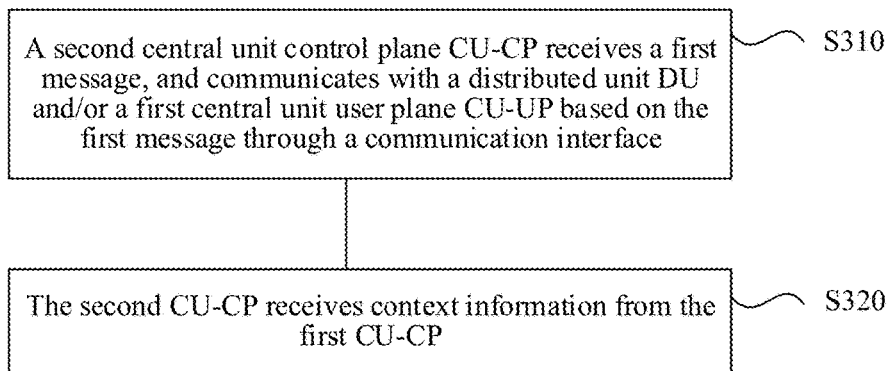 A second central unit control plane CU-CP receives a first
message, and communicates with a distributed unit DU
and/or a first central unit user plane CU-UP based on the
first message through a communication interface
S310
The second CU-CP receives context information from the
first CU-CP
S320